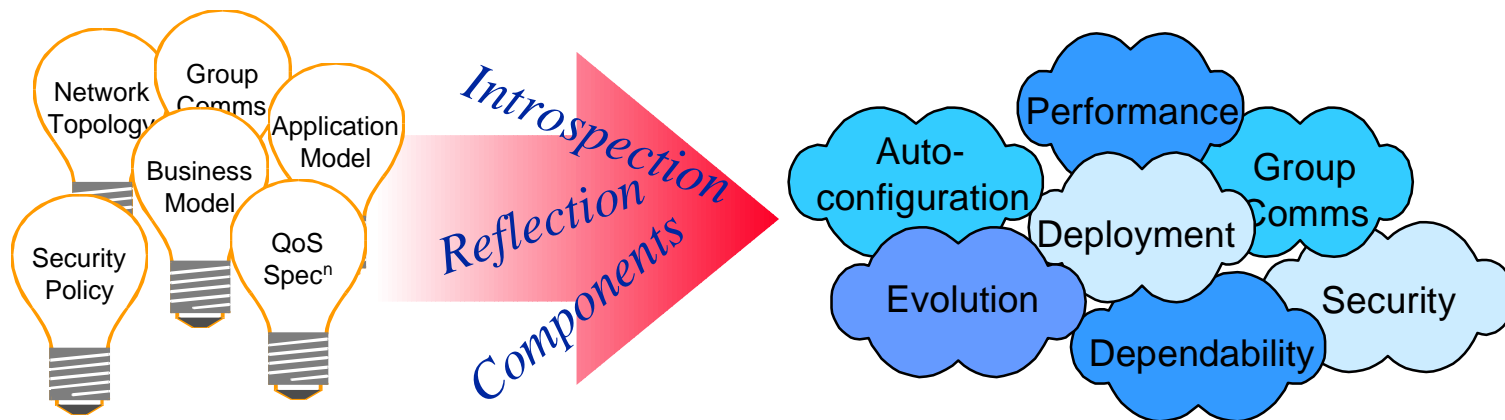 Network
Topology
Group
Comms
Application
Model
Business
Model
Security
Policy
QoS
Specⁿ
Introspection
Reflection
Components
Performance
Auto-
configuration
Group
Comms
Deployment
Evolution
Security
Dependability